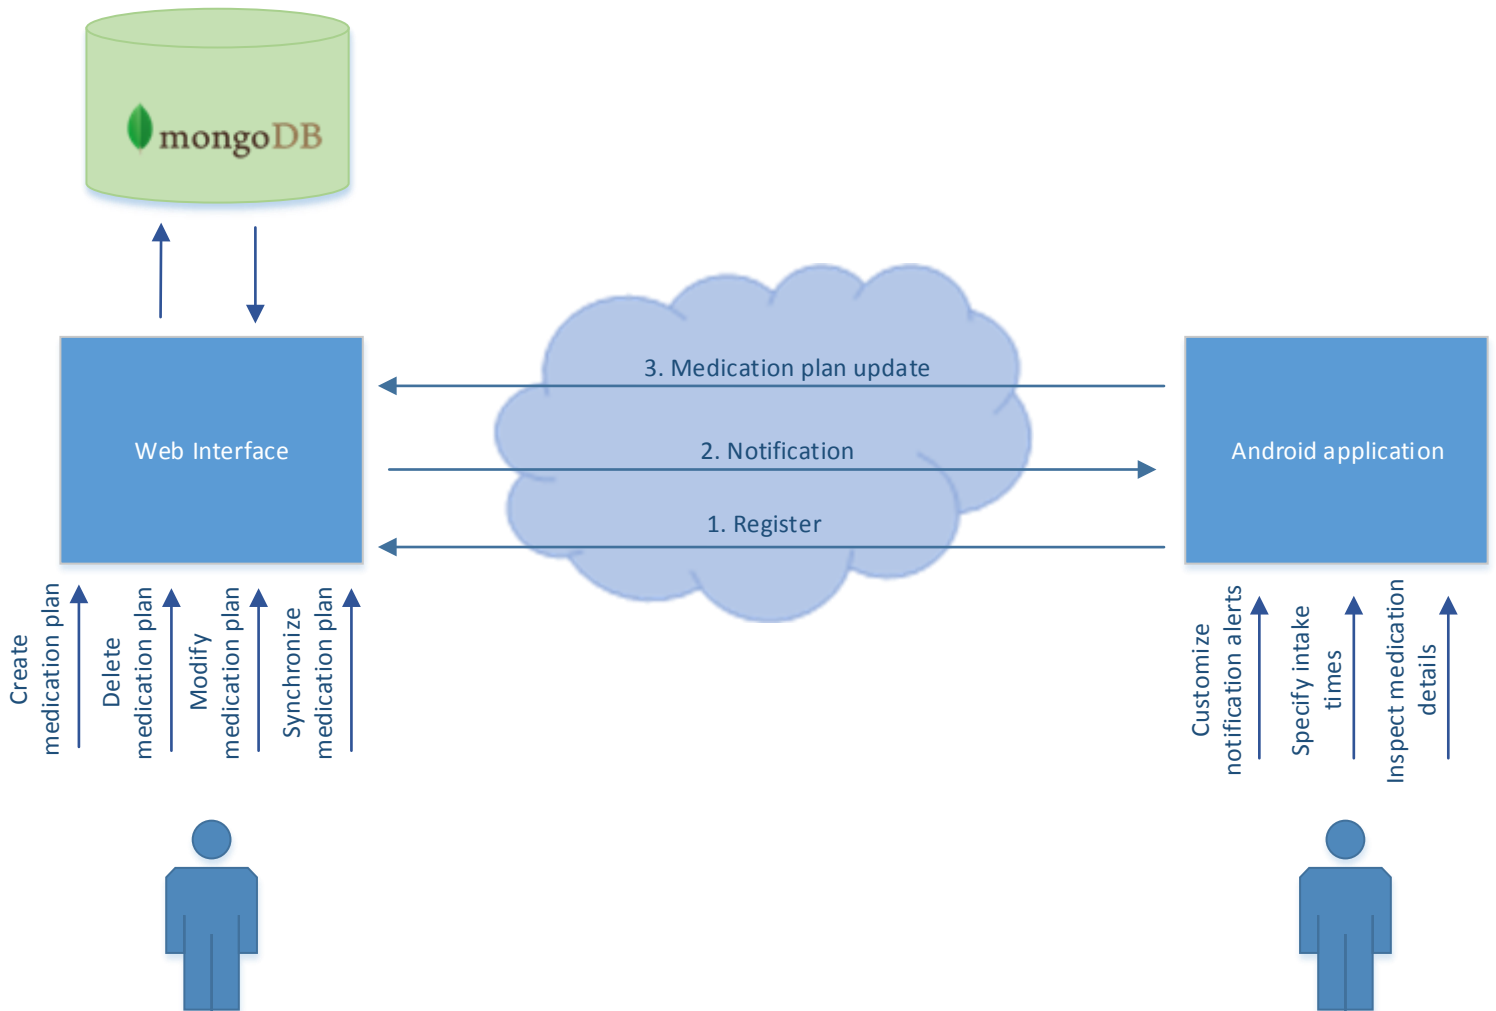 mongoDB
3. Medication plan update
Web Interface
2. Notification
Android application
1. Register
Create
medication plan
Delete
medication plan
Modify
medication plan
Synchronize
medication plan
Customize
notification alerts
Specify intake
times
Inspect medication
details